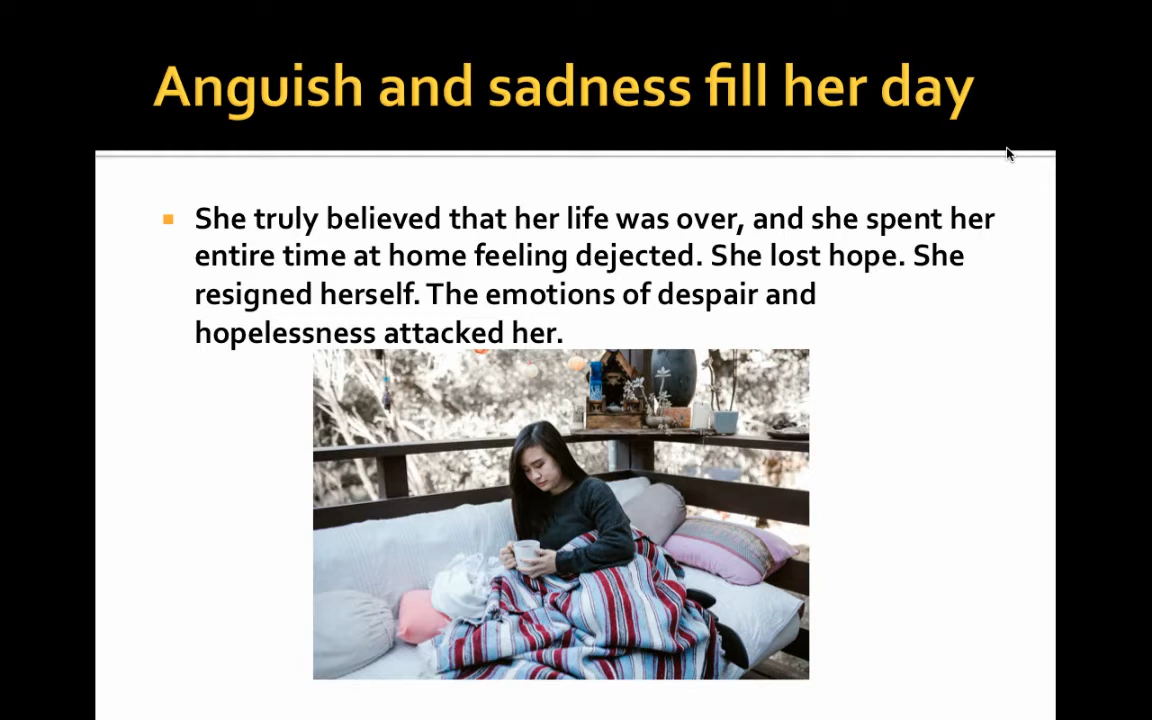 Anguish and sadness fill her day
She truly believed that her life was over, and she spent her
entire time at home feeling dejected. She lost hope. She
resigned herself. The emotions of despair and
hopelessness attacked her.